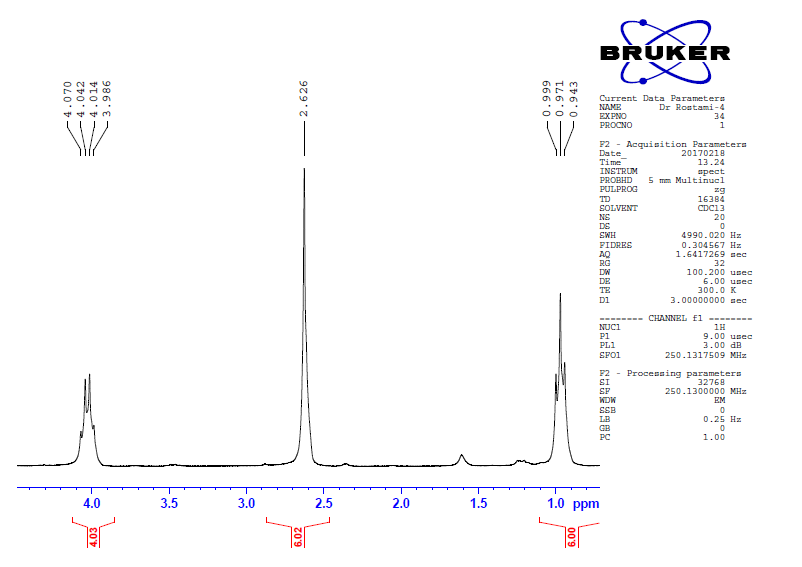 BRUKER
4.070
4.042
4.014
3.986
2.626
0.999
0.971
0.943
Current Data Parameters
NAME Dr Rostami-4
EXPNO 34
PROCNO 1
F2 - Acquisition Parameters
Date_ 20170218
Time 13.24
INSTRUM spect
PROBHD 5 mm Multinucl
PULPROG zg
TD 16384
SOLVENT CDCl3
NS 20
DS 0
SWH 4990.020 Hz
FIDRES 0.304567 Hz
AQ 1.6417269 sec
RG 32
DW 100.200 usec
DE 6.00 usec
TE 300.0 K
D1 3.00000000 sec
======== CHANNEL f1 ========
NUC1 1H
P1 9.00 usec
PL1 3.00 dB
SFO1 250.1317509 MHz
F2 - Processing parameters
SI 32768
SF 250.1300000 MHz
WDW EM
SSB 0
LB 0.25 Hz
GB 0
PC 1.00
4.0 3.5 3.0 2.5 2.0 1.5 1.0 ppm
4.03
6.02
6.00